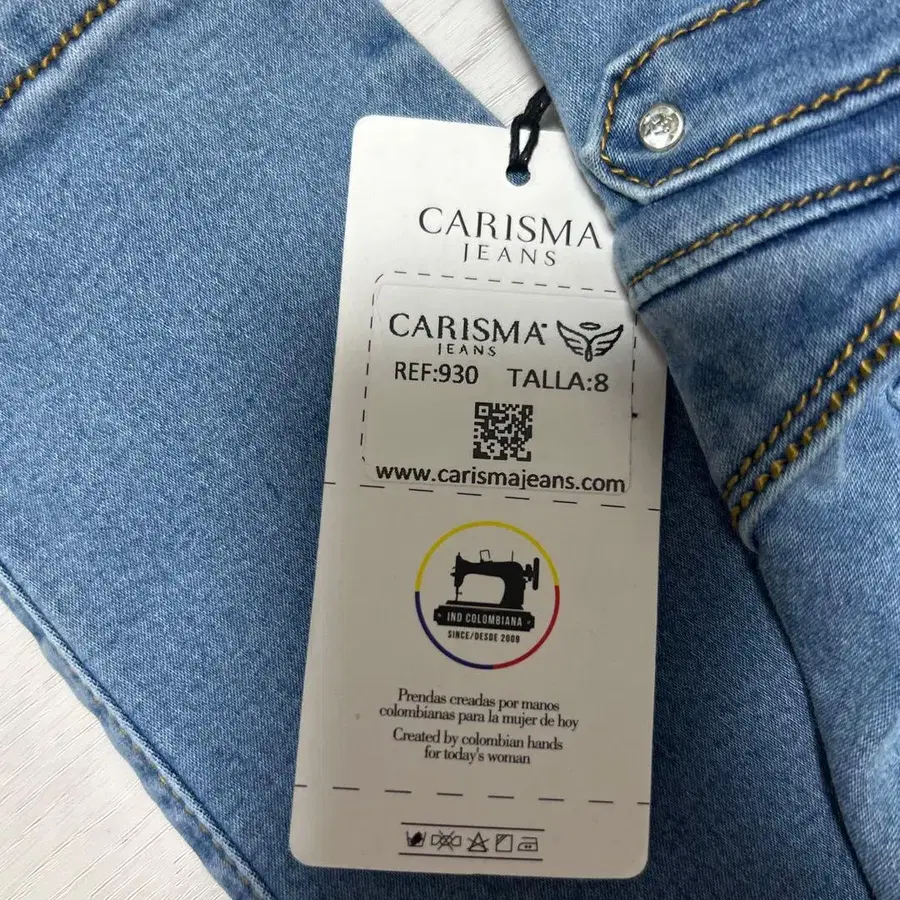 CARISMA
JEANS
CARISMA
JEANS
REF:930 TALLA:8
www.carismajeans.com
IND COLOMBIANA
SINCE/DESDE 2009
Prendas creadas por manos
colombianas para la mujer de hoy
Created by colombian hands
for today's woman